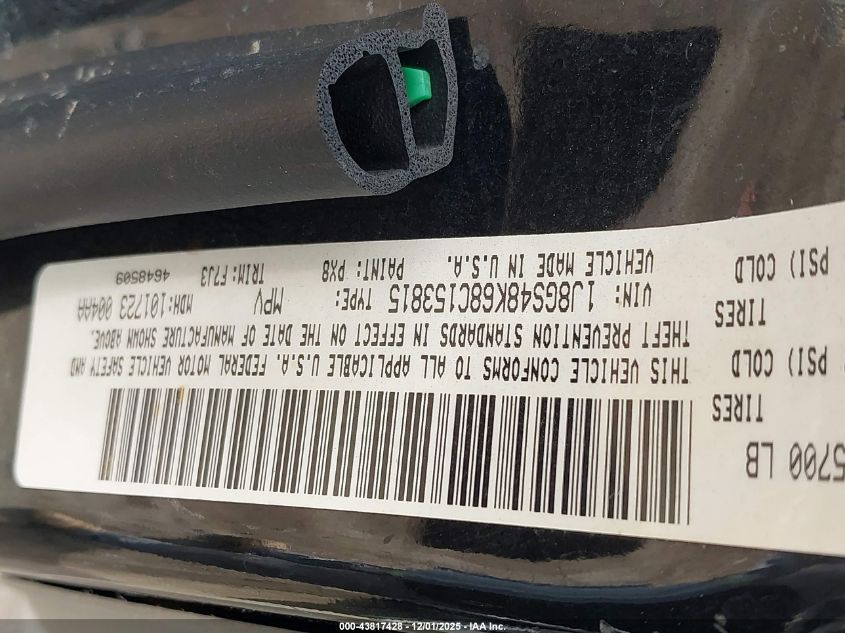 5700 LB
TIRES
PSI) COLD
TIRES
PSI) COLD
THIS VEHICLE CONFORMS TO ALL APPLICABLE U.S.A. FEDERAL MOTOR VEHICLE SAFETY AND
THEFT PREVENTION STANDARDS IN EFFECT ON THE DATE OF MANUFACTURE SHOWN ABOVE.
VIN: 1J8GS48K68C153815 TYPE: MPV MDH:101723 004AA
VEHICLE MADE IN U.S.A. PAINT: PX8 TRIM:F7J3 4648509
000-43817428 - 12/01/2025 - IAA Inc.